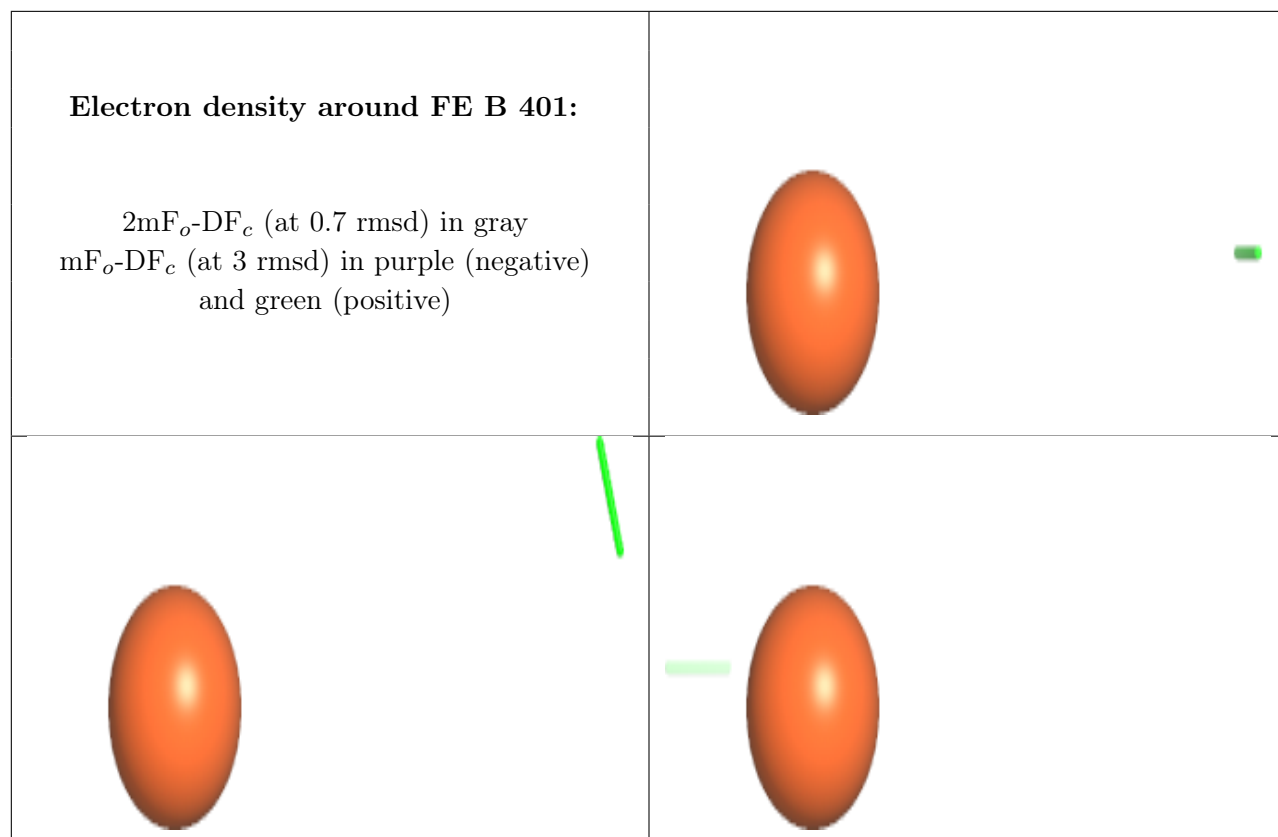 Electron density around FE B 401:
2mFo-DFc (at 0.7 rmsd) in gray
mFo-DFc (at 3 rmsd) in purple (negative)
and green (positive)